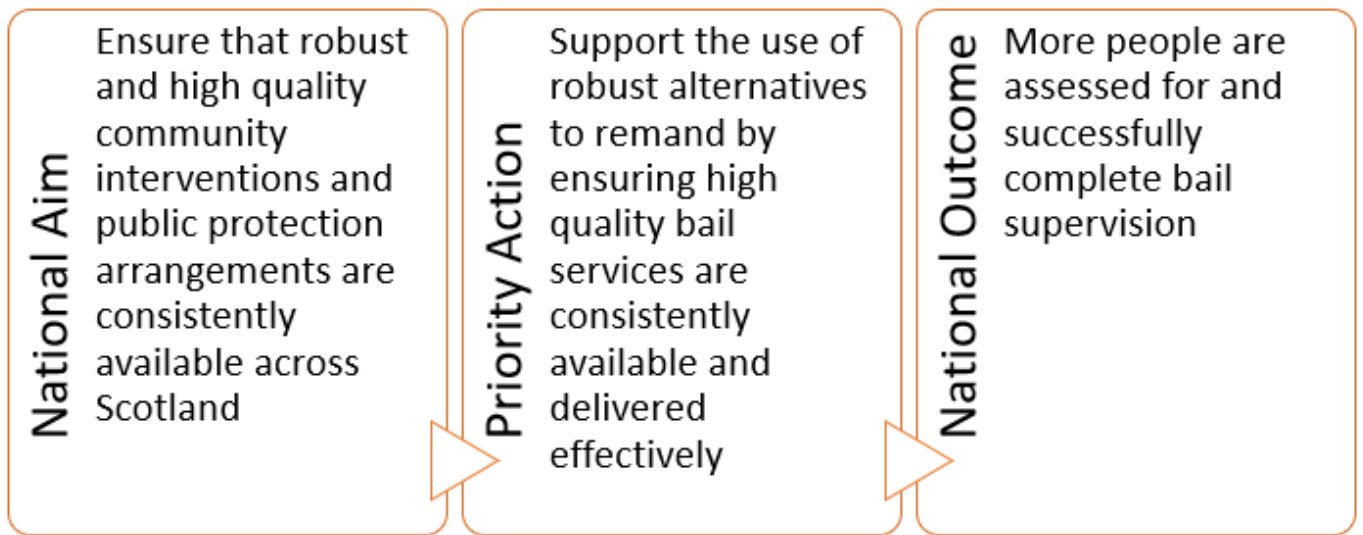 National Aim
Ensure that robust
and high quality
community
interventions and
public protection
arrangements are
consistently
available across
Scotland
Priority Action
Support the use of
robust alternatives
to remand by
ensuring high
quality bail
services are
consistently
available and
delivered
effectively
National Outcome
More people are
assessed for and
successfully
complete bail
supervision